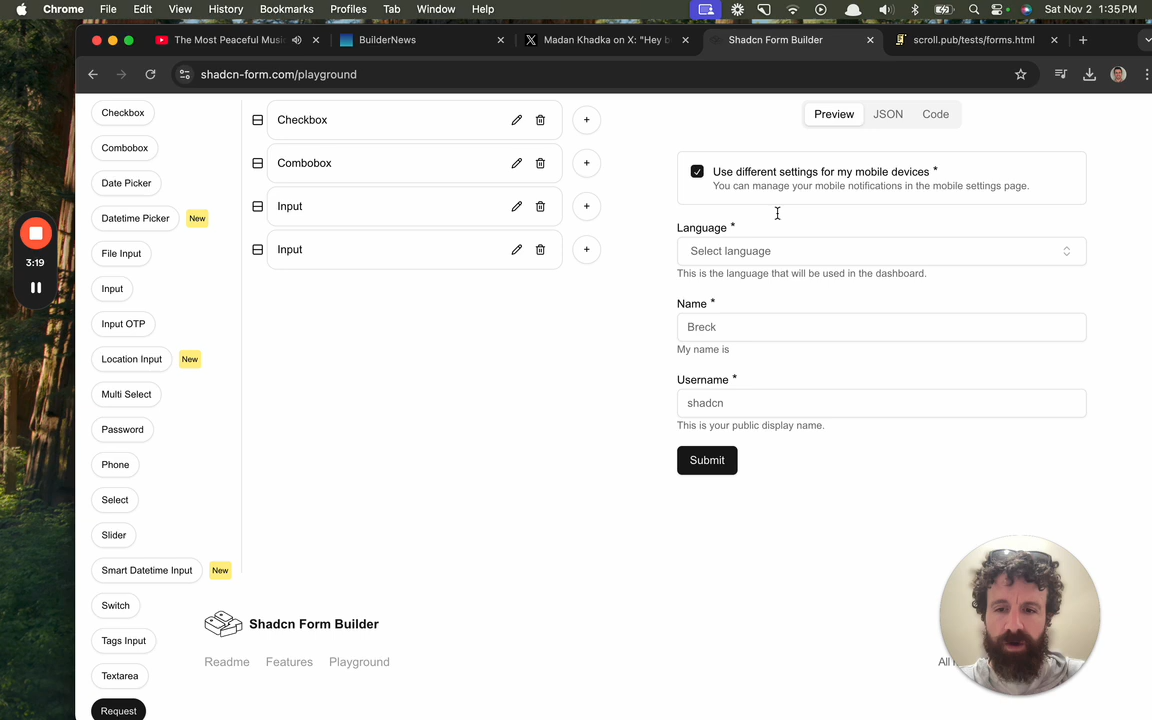 Chrome File Edit View History Bookmarks Profiles Tab Window Help Sat Nov 2 1:35 PM
The Most Peaceful Musi BuilderNews Madan Khadka on X: "Hey b Shadcn Form Builder scroll.pub/tests/forms.html
shadcn-form.com/playground
Checkbox
Combobox
Date Picker
Datetime Picker New
File Input
Input
Input OTP
Location Input New
Multi Select
Password
Phone
Select
Slider
Smart Datetime Input New
Switch
Tags Input
Textarea
Request
Checkbox
Combobox
Input
Input
Preview JSON Code
Use different settings for my mobile devices *
You can manage your mobile notifications in the mobile settings page.
Language *
Select language
This is the language that will be used in the dashboard.
Name *
Breck
My name is
Username *
shadcn
This is your public display name.
Submit
3:19
Shadcn Form Builder
Readme Features Playground
All